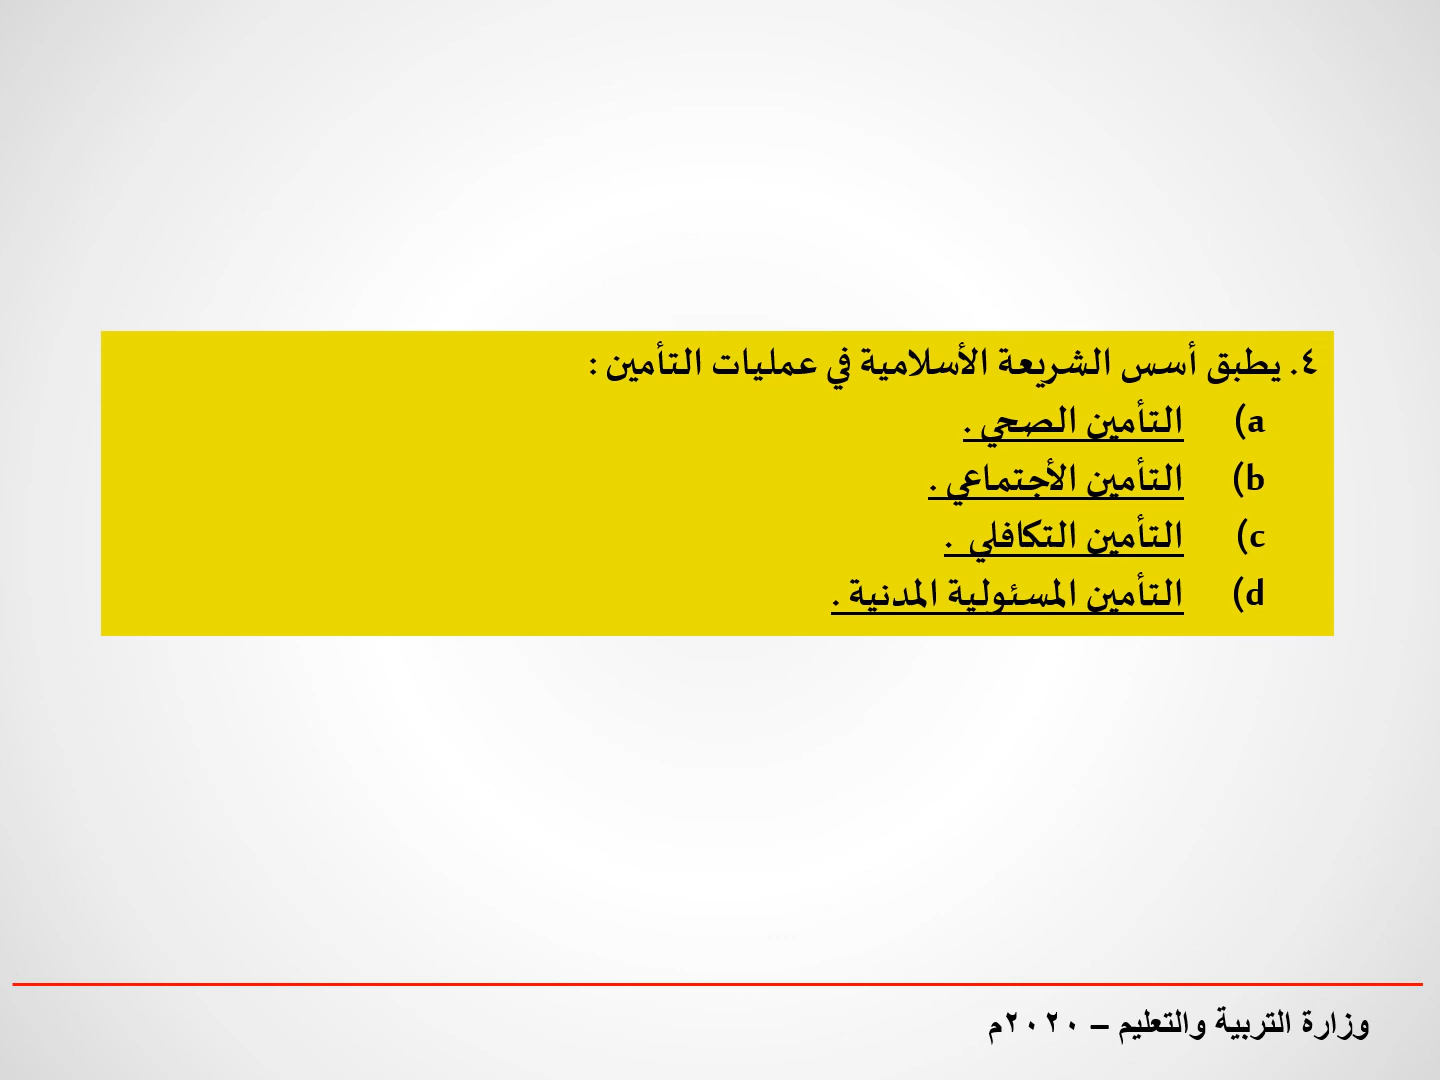 ٤. يطبق أسس الشريعة الأسلامية في عمليات التأمين :
a) التأمين الصحي .
b) التأمين الأجتماعي .
c) التأمين التكافلي .
d) التأمين المسئولية المدنية .
وزارة التربية والتعليم – ٢٠٢٠م